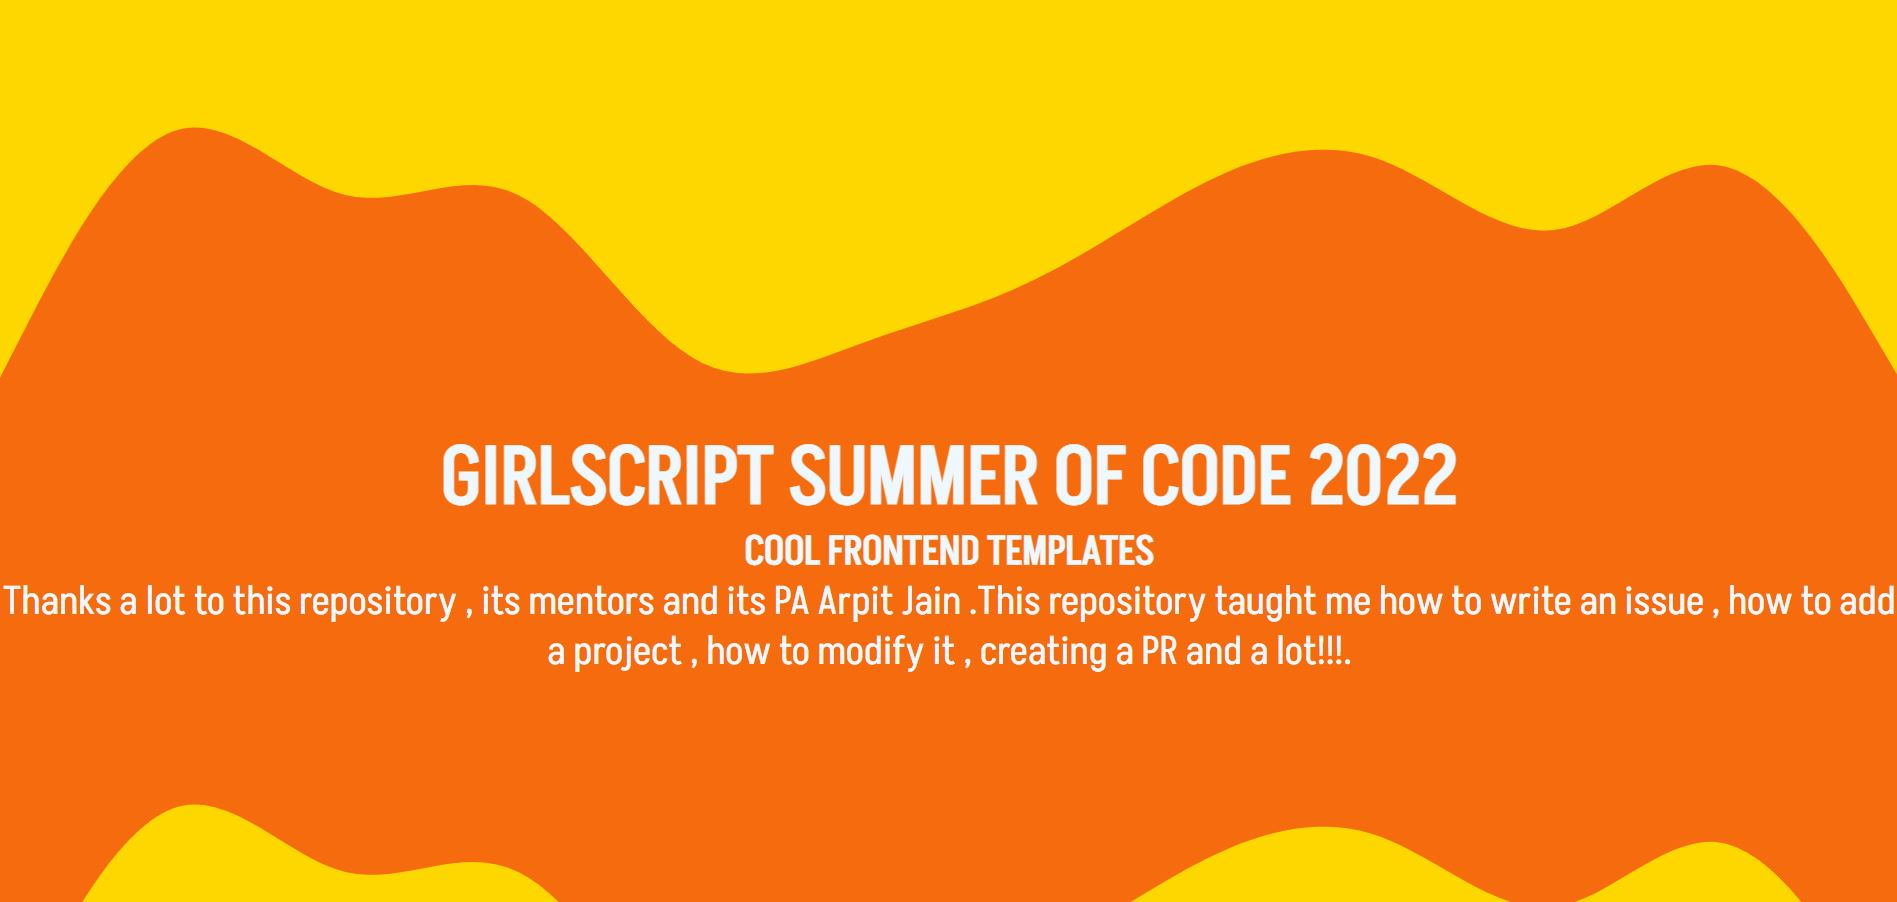 GIRLSCRIPT SUMMER OF CODE 2022
COOL FRONTEND TEMPLATES
Thanks a lot to this repository , its mentors and its PA Arpit Jain .This repository taught me how to write an issue , how to add
a project , how to modify it , creating a PR and a lot!!!.